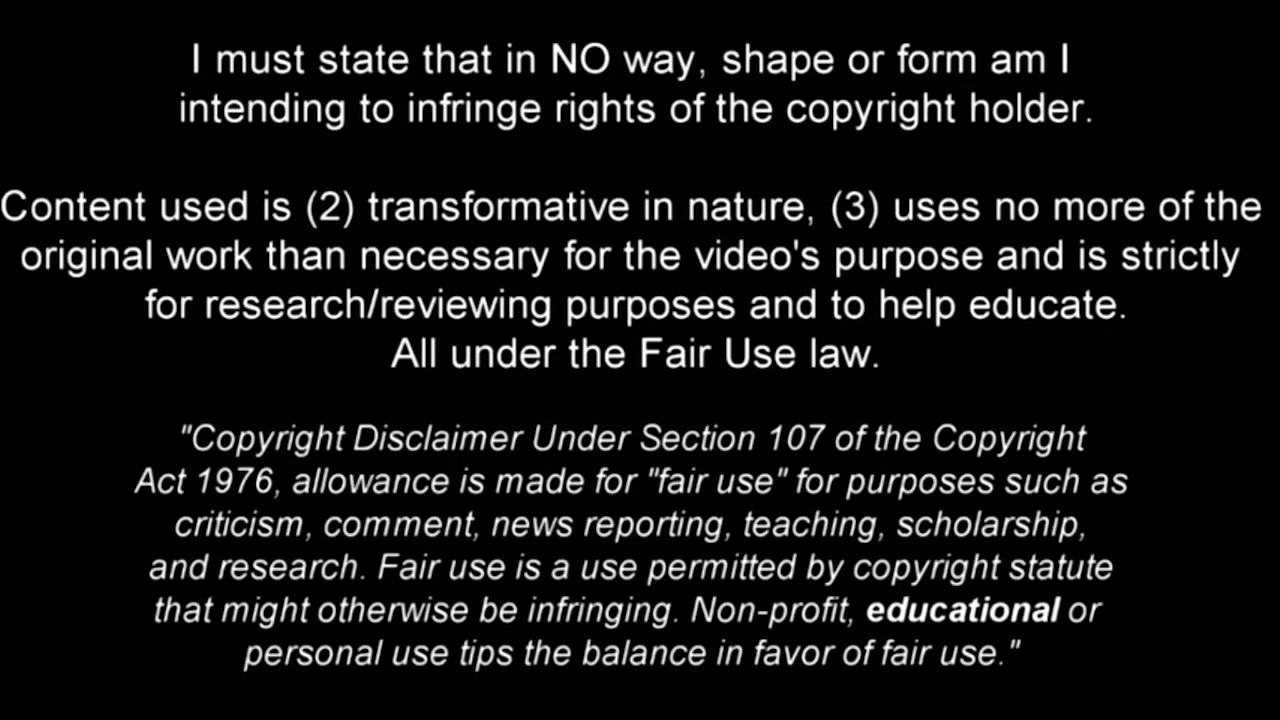 I must state that in NO way, shape or form am I
intending to infringe rights of the copyright holder.
Content used is (2) transformative in nature, (3) uses no more of the
original work than necessary for the video's purpose and is strictly
for research/reviewing purposes and to help educate.
All under the Fair Use law.
"Copyright Disclaimer Under Section 107 of the Copyright
Act 1976, allowance is made for "fair use" for purposes such as
criticism, comment, news reporting, teaching, scholarship,
and research. Fair use is a use permitted by copyright statute
that might otherwise be infringing. Non-profit, educational or
personal use tips the balance in favor of fair use."